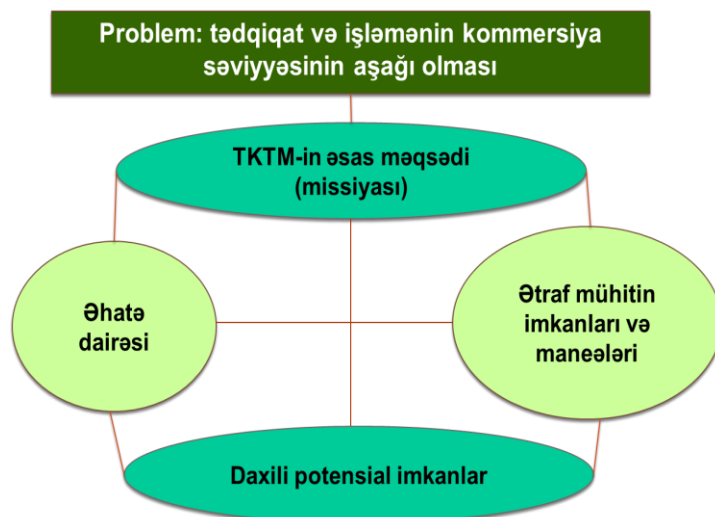 Problem: tədqiqat və işləmənin kommersiya
səviyyəsinin aşağı olması
TKTM-in əsas məqsədi
(missiyası)
Əhatə
dairəsi
Ətraf mühitin
imkanları və
maneələri
Daxili potensial imkanlar